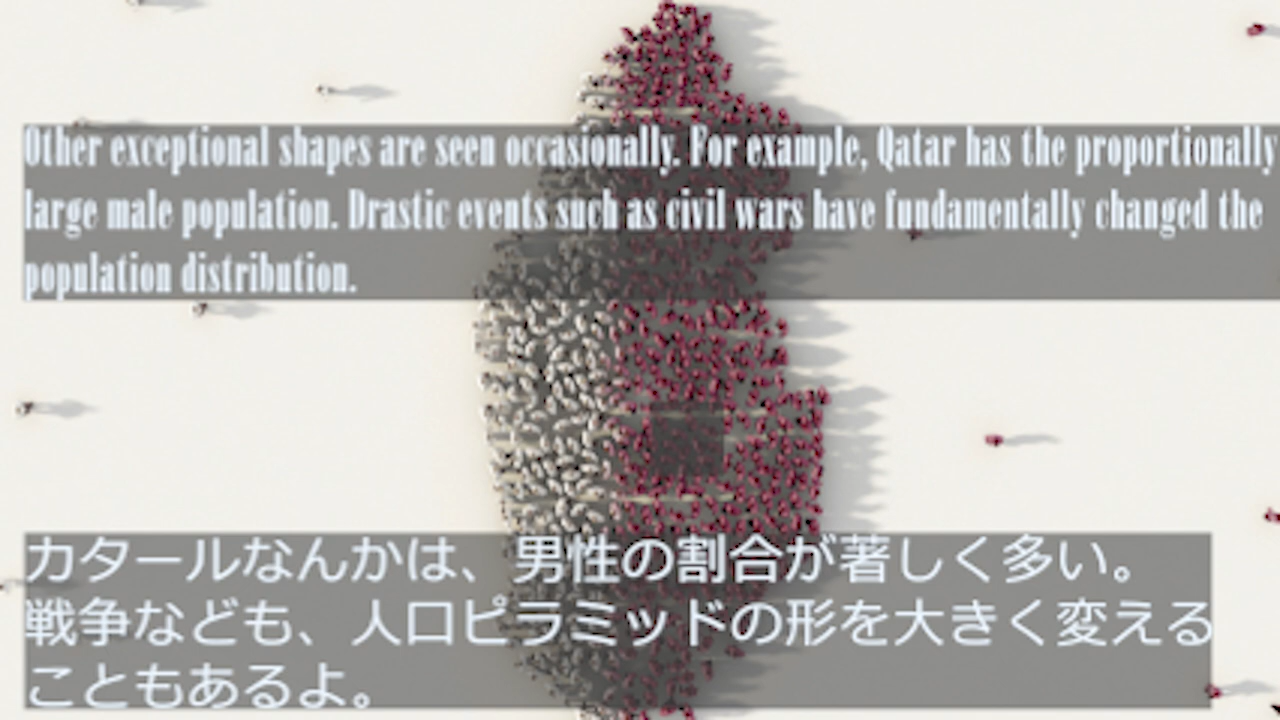 Other exceptional shapes are seen occasionally. For example, Qatar has the proportionally
large male population. Drastic events such as civil wars have fundamentally changed the
population distribution.
カタールなんかは、男性の割合が著しく多い。
戦争なども、人口ピラミッドの形を大きく変える
こともあるよ。